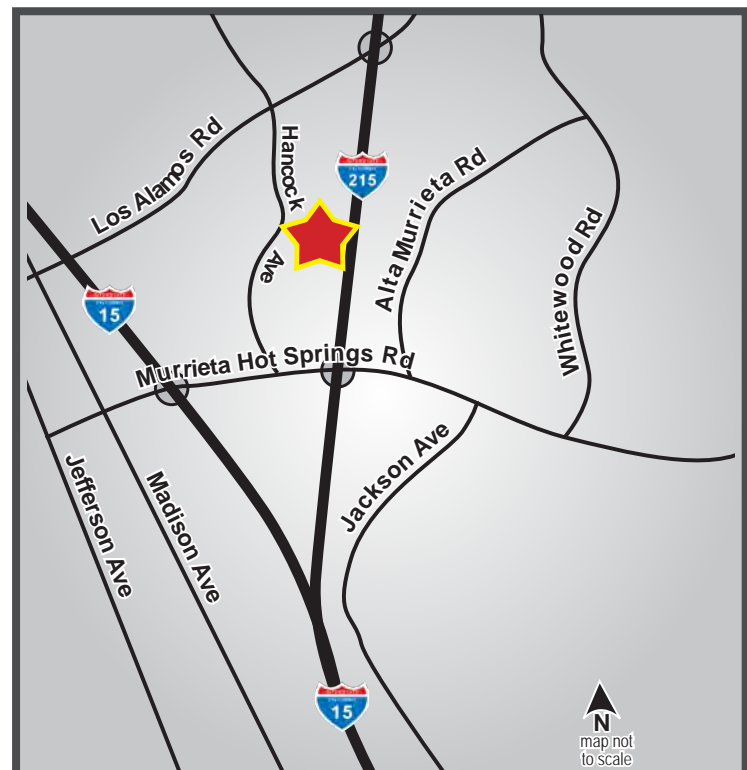 Los Alamos Rd
Hancock
Ave
215
Alta Murrieta Rd
Whitewood Rd
15
Murrieta Hot Springs Rd
Jackson Ave
Jefferson Ave
Madison Ave
15
N
map not
to scale